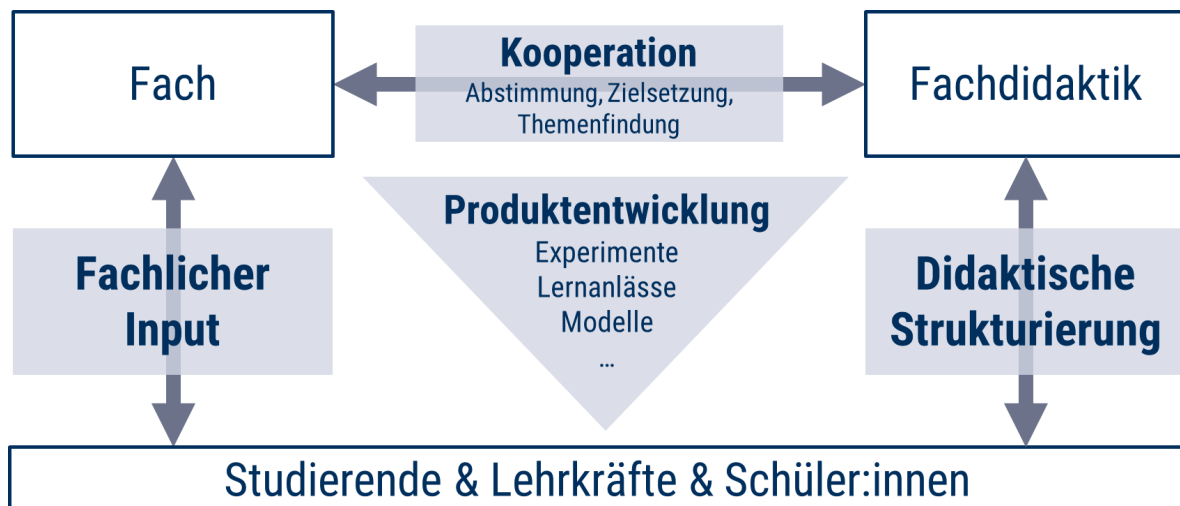 Fach
Kooperation
Abstimmung, Zielsetzung,
Themenfindung
Fachdidaktik
Fachlicher
Input
Produktentwicklung
Experimente
Lernanlässe
Modelle
...
Didaktische
Strukturierung
Studierende & Lehrkräfte & Schüler:innen